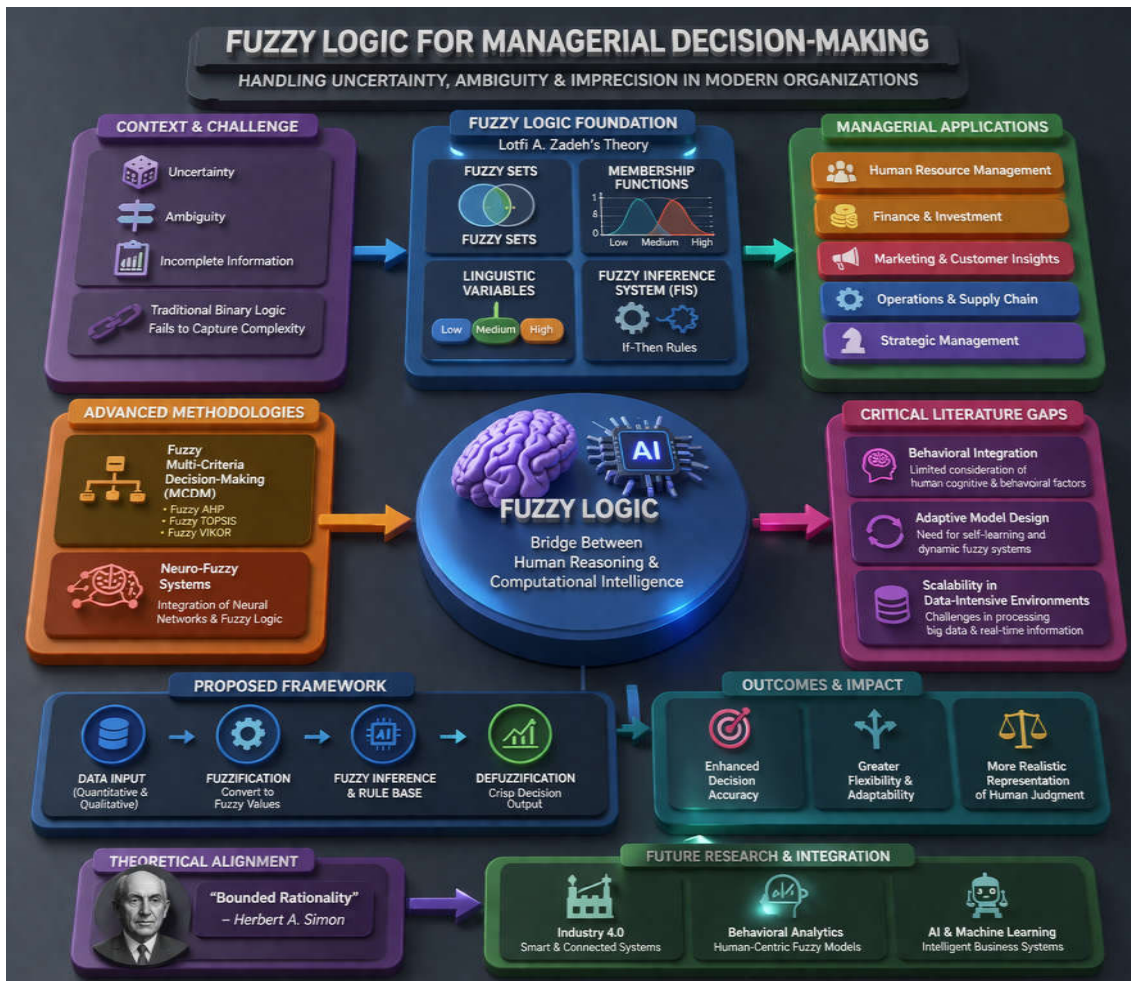 FUZZY LOGIC FOR MANAGERIAL DECISION-MAKING
HANDLING UNCERTAINTY, AMBIGUITY & IMPRECISION IN MODERN ORGANIZATIONS
CONTEXT & CHALLENGE
Uncertainty
Ambiguity
Incomplete Information
Traditional Binary Logic
Fails to Capture Complexity
FUZZY LOGIC FOUNDATION
Lotfi A. Zadeh's Theory
FUZZY SETS
FUZZY SETS
MEMBERSHIP
FUNCTIONS
1
0
Low Medium High
LINGUISTIC
VARIABLES
Low Medium High
FUZZY INFERENCE
SYSTEM (FIS)
If-Then Rules
MANAGERIAL APPLICATIONS
Human Resource Management
Finance & Investment
Marketing & Customer Insights
Operations & Supply Chain
Strategic Management
ADVANCED METHODOLOGIES
Fuzzy
Multi-Criteria
Decision-Making
(MCDM)
• Fuzzy AHP
• Fuzzy TOPSIS
• Fuzzy VIKOR
Neuro-Fuzzy
Systems
Integration of Neural
Networks & Fuzzy Logic
AI
FUZZY LOGIC
Bridge Between
Human Reasoning &
Computational Intelligence
CRITICAL LITERATURE GAPS
Behavioral Integration
Limited consideration of
human cognitive & behavoiral factors
Adaptive Model Design
Need for self-learning and
dynamic fuzzy systems
Scalability in
Data-Intensive Environments
Challenges in processing
big data & real-time information
PROPOSED FRAMEWORK
DATA INPUT
(Quantitative &
Qualitative)
FUZZIFICATION
Convert to
Fuzzy Values
AI
FUZZY INFERENCE
& RULE BASE
DEFUZZIFICATION
Crisp Decision
Output
OUTCOMES & IMPACT
Enhanced
Decision
Accuracy
Greater
Flexibility &
Adaptability
More Realistic
Representation
of Human Judgment
THEORETICAL ALIGNMENT
"Bounded Rationality"
– Herbert A. Simon
FUTURE RESEARCH & INTEGRATION
Industry 4.0
Smart & Connected Systems
Behavioral Analytics
Human-Centric Fuzzy Models
AI & Machine Learning
Intelligent Business Systems